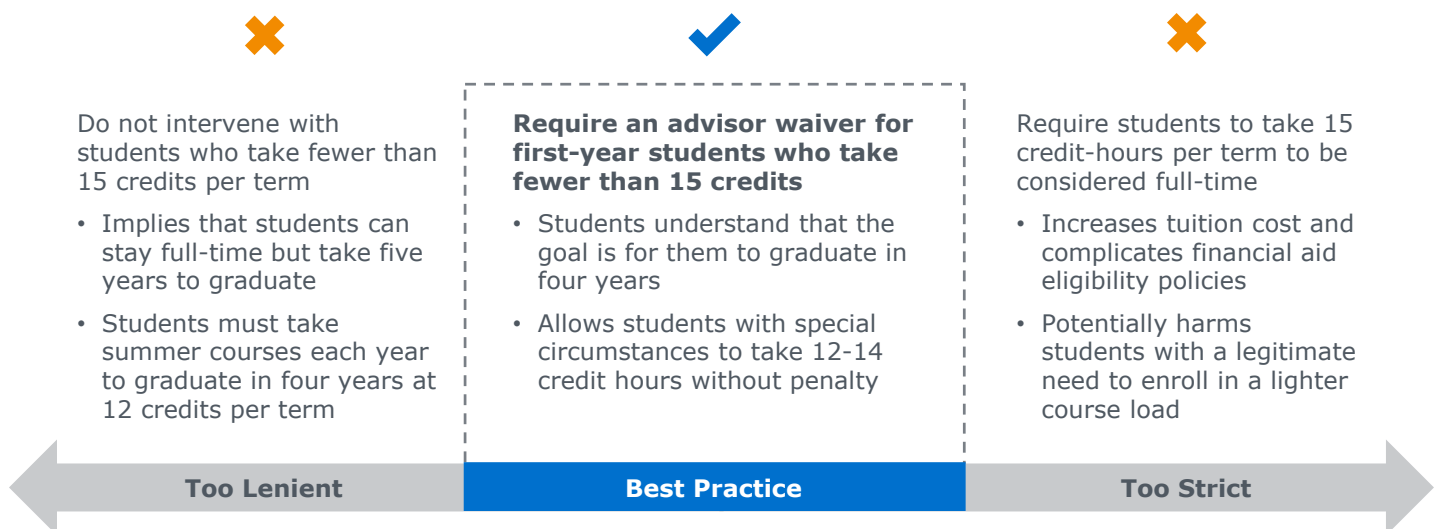 Do not intervene with
students who take fewer than
15 credits per term
• Implies that students can
stay full-time but take five
years to graduate
• Students must take
summer courses each year
to graduate in four years at
12 credits per term
Require an advisor waiver for
first-year students who take
fewer than 15 credits
• Students understand that the
goal is for them to graduate in
four years
• Allows students with special
circumstances to take 12-14
credit hours without penalty
Require students to take 15
credit-hours per term to be
considered full-time
• Increases tuition cost and
complicates financial aid
eligibility policies
• Potentially harms
students with a legitimate
need to enroll in a lighter
course load
Too Lenient
Best Practice
Too Strict